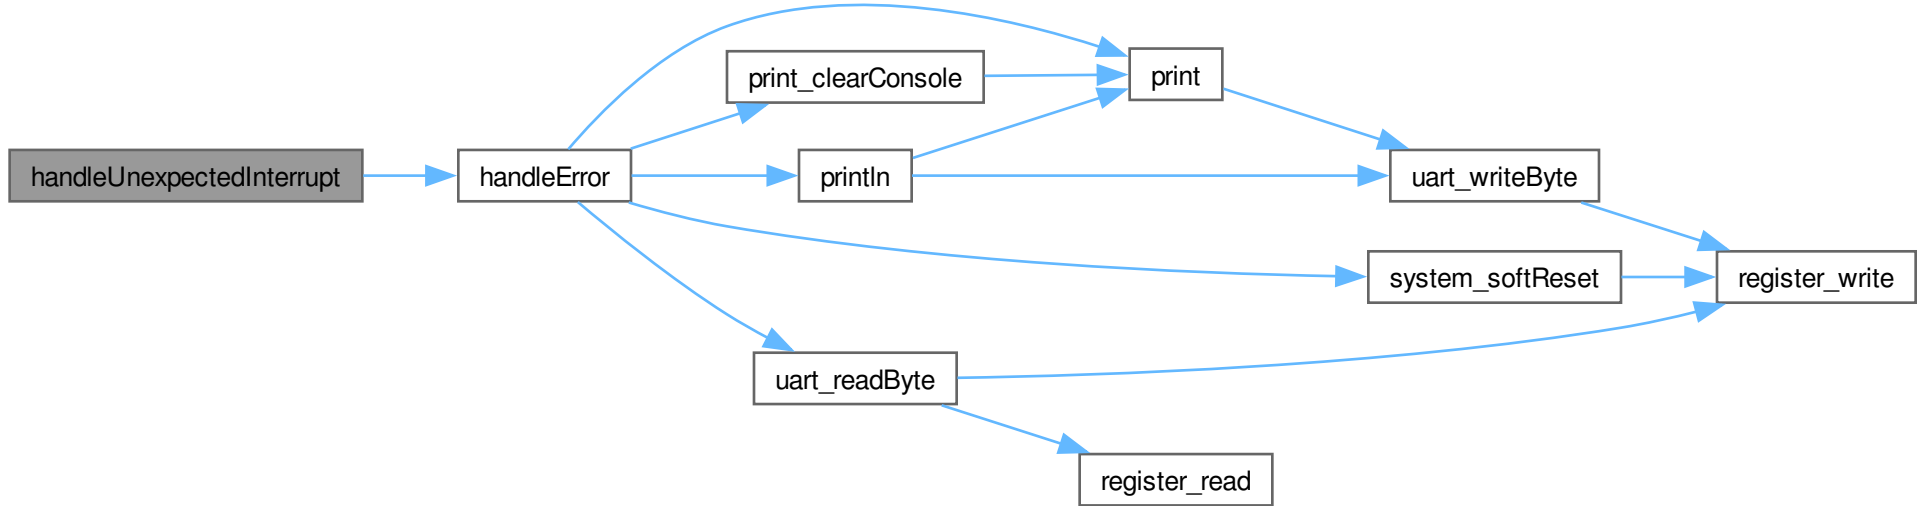 print
print_clearConsole
handleUnexpectedInterrupt
handleError
println
uart_writeByte
system_softReset
register_write
uart_readByte
register_read